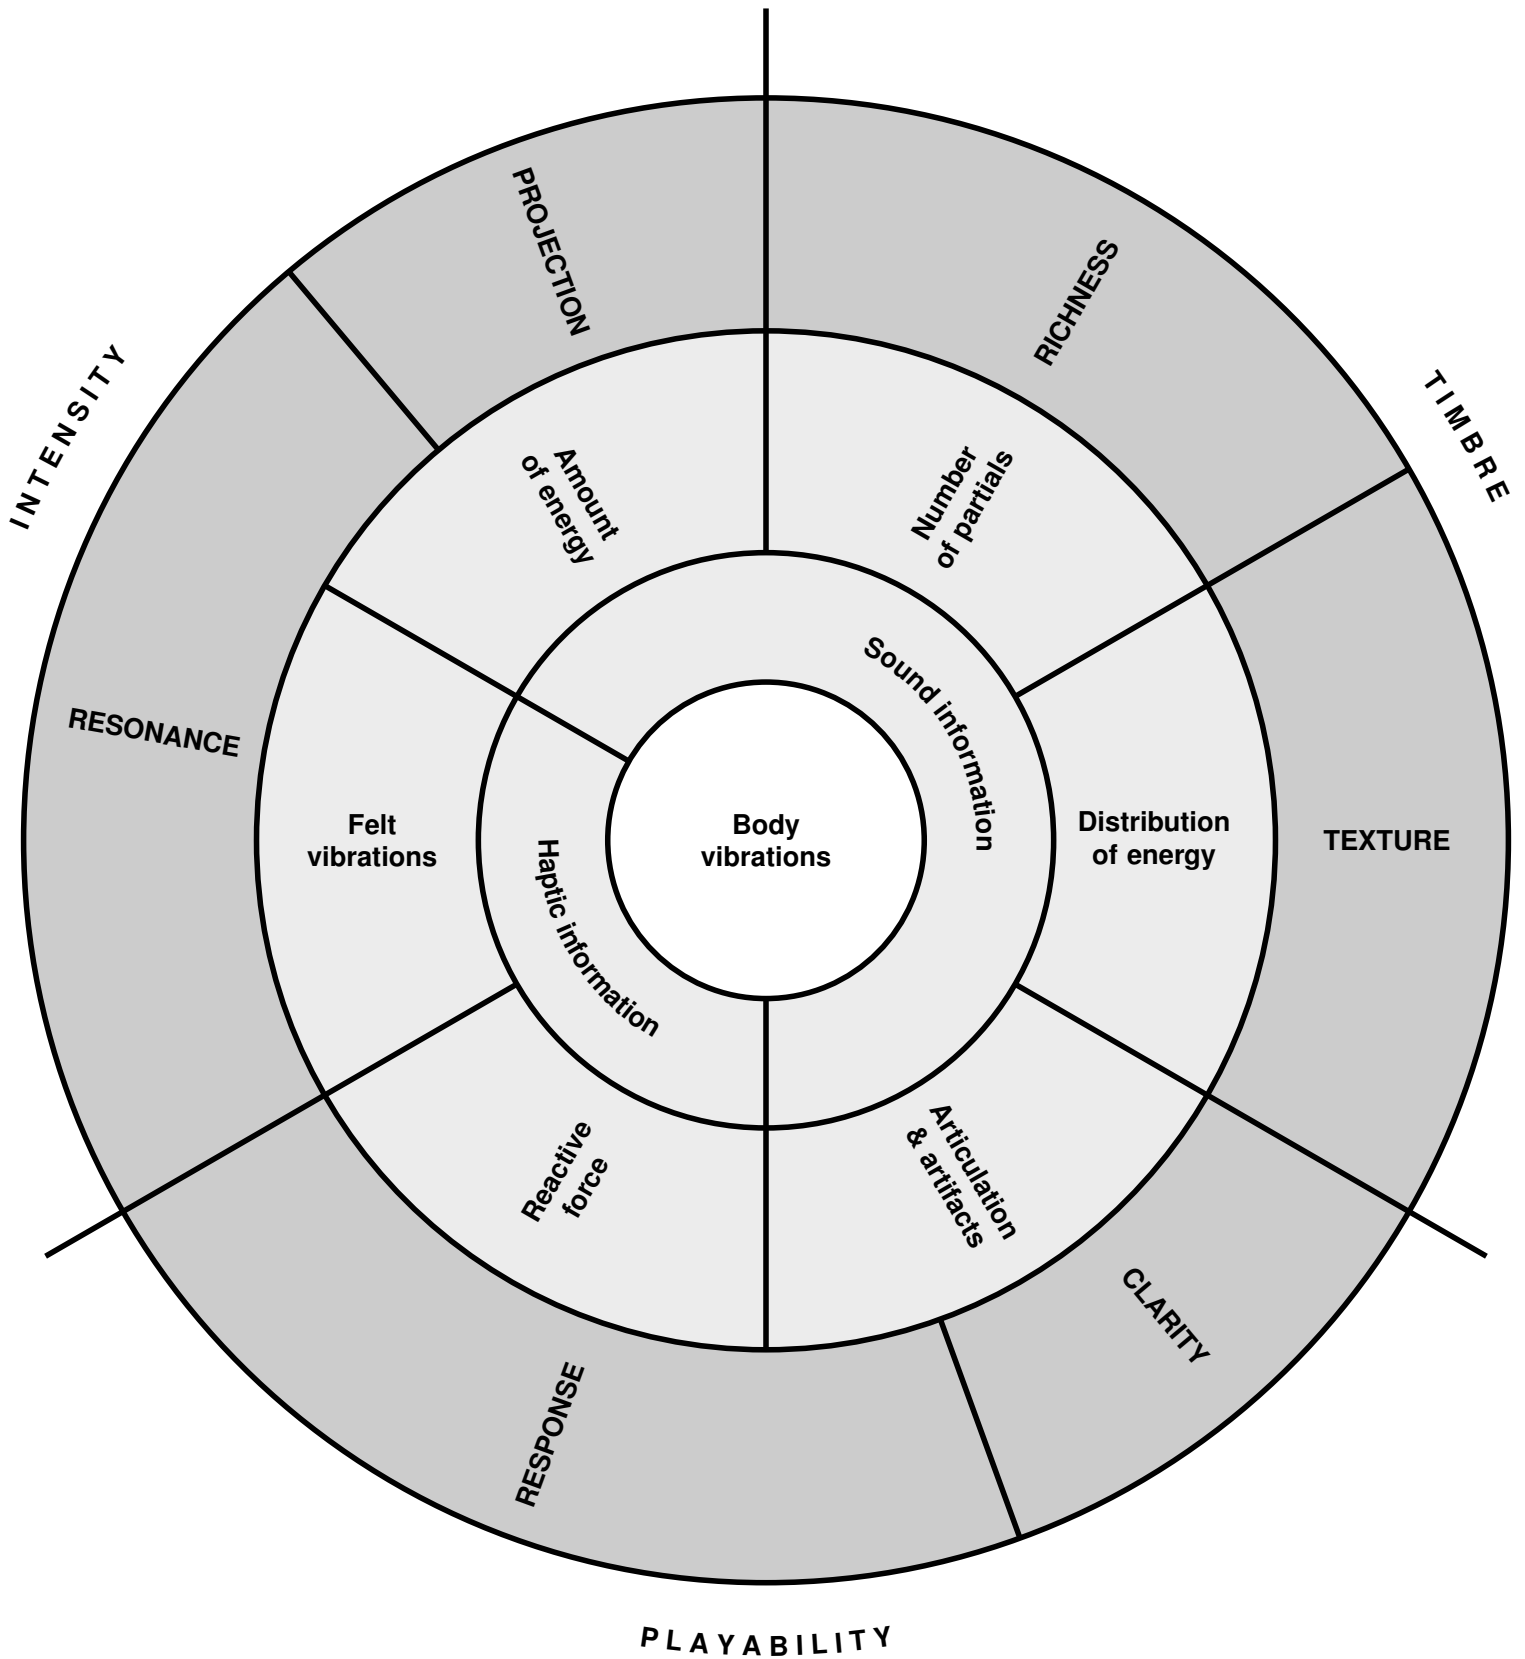 PROJECTION
RICHNESS
INTENSITY
TIMBRE
Amount
of energy
Number
of partials
Sound information
RESONANCE
Felt
vibrations
Body
vibrations
Distribution
of energy
TEXTURE
Haptic information
Reactive
force
Articulation
& artifacts
CLARITY
RESPONSE
PLAYABILITY